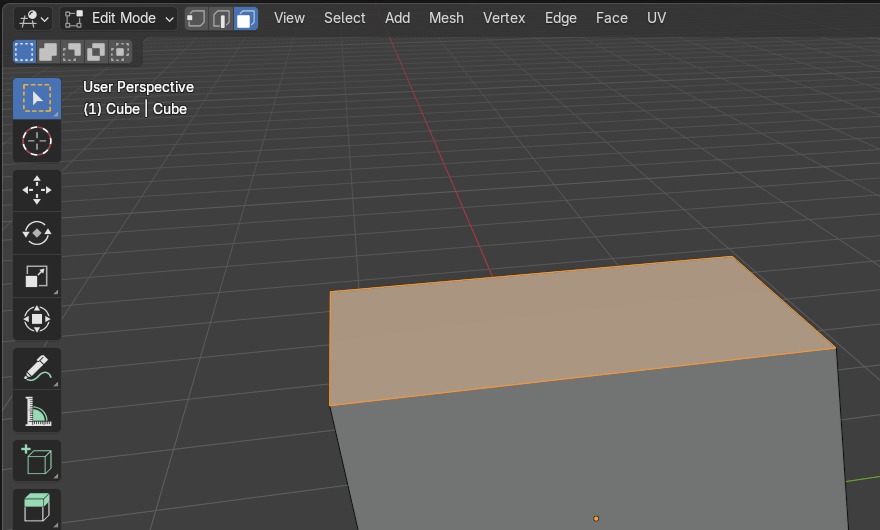 Edit Mode View Select Add Mesh Vertex Edge Face UV
User Perspective
(1) Cube | Cube